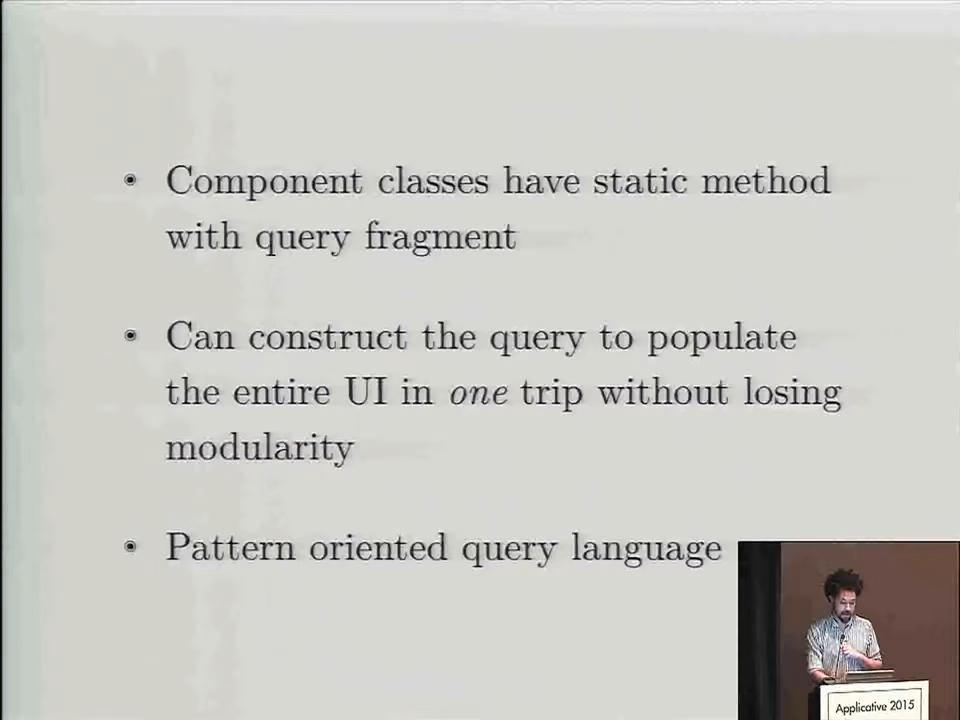 Component classes have static method
with query fragment
Can construct the query to populate
the entire UI in one trip without losing
modularity
Pattern oriented query language
Applicative 2015